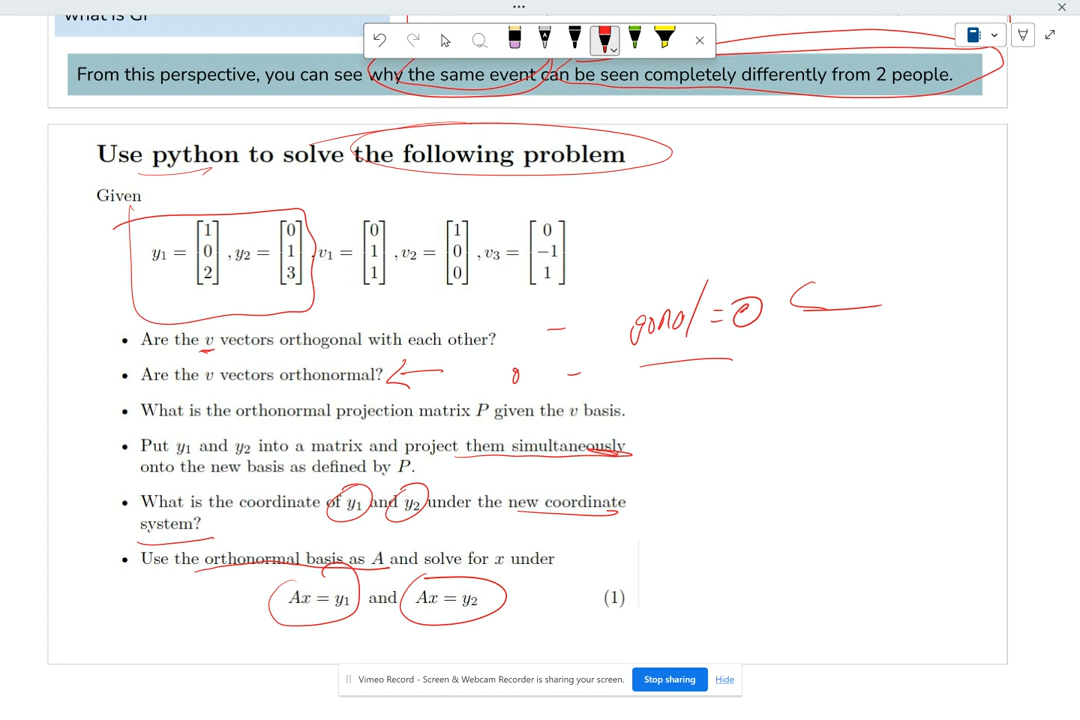 From this perspective, you can see why the same event can be seen completely differently from 2 people.
Use python to solve the following problem
Given
y₁ = [1 0 2], y₂ = [0 1 3], v₁ = [0 1 1], v₂ = [1 0 0], v₃ = [0 −1 1]
gonal = 0
• Are the v vectors orthogonal with each other?
• Are the v vectors orthonormal?
• What is the orthonormal projection matrix P given the v basis.
• Put y₁ and y₂ into a matrix and project them simultaneously
onto the new basis as defined by P.
• What is the coordinate of y₁ and y₂ under the new coordinate
system?
• Use the orthonormal basis as A and solve for x under
Ax = y₁ and Ax = y₂ (1)
Vimeo Record - Screen & Webcam Recorder is sharing your screen. Stop sharing Hide